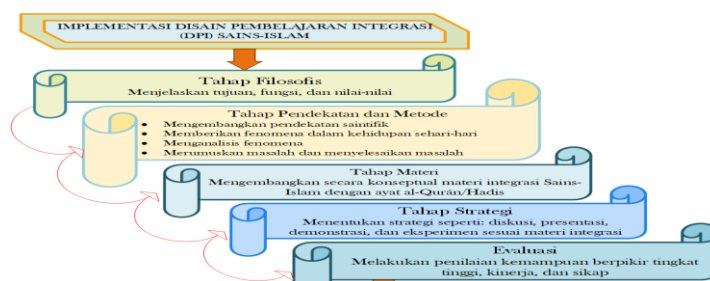 IMPLEMENTASI DISAIN PEMBELAJARAN INTEGRASI
(DPI) SAINS-ISLAM
Tahap Filosofis
Menjelaskan tujuan, fungsi, dan nilai-nilai
Tahap Pendekatan dan Metode
• Mengembangkan pendekatan saintifik
• Memberikan fenomena dalam kehidupan sehari-hari
• Menganalisis fenomena
• Merumuskan masalah dan menyelesaikan masalah
Tahap Materi
Mengembangkan secara konseptual materi integrasi Sains-
Islam dengan ayat al-Qurán/Hadis
Tahap Strategi
Menentukan strategi seperti: diskusi, presentasi,
demonstrasi, dan eksperimen sesuai materi integrasi
Evaluasi
Melakukan penilaian kemampuan berpikir tingkat
tinggi, kinerja, dan sikap